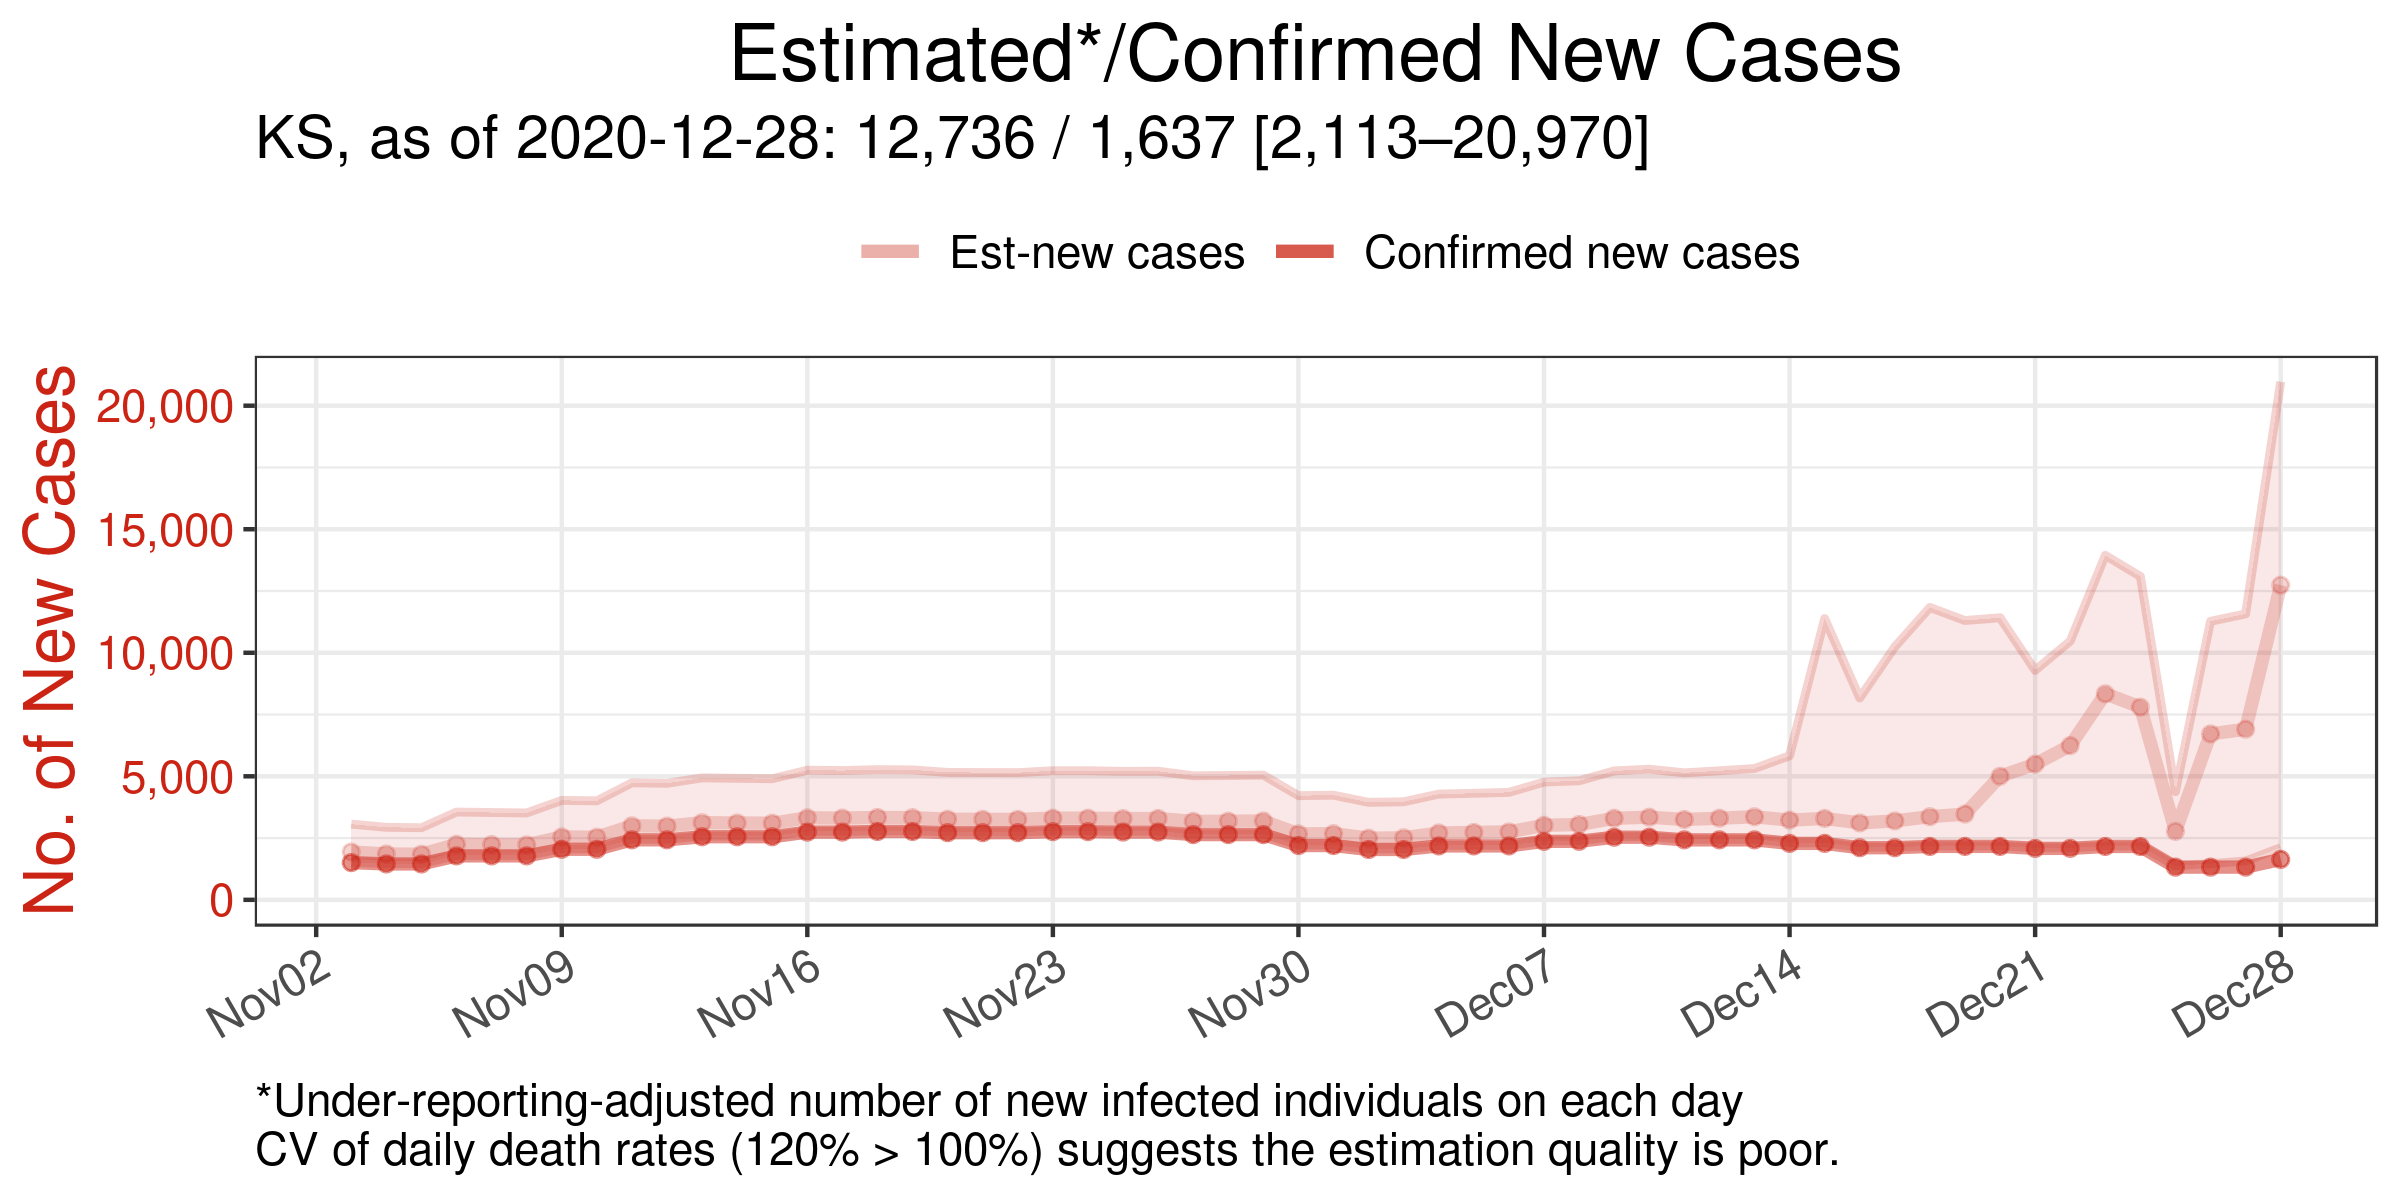 Estimated*/Confirmed New Cases
KS, as of 2020-12-28: 12,736 / 1,637 [2,113–20,970]
Est-new cases
Confirmed new cases
No. of New Cases
20,000
15,000
10,000
5,000
0
Nov02
Nov09
Nov16
Nov23
Nov30
Dec07
Dec14
Dec21
Dec28
*Under-reporting-adjusted number of new infected individuals on each day
CV of daily death rates (120% > 100%) suggests the estimation quality is poor.